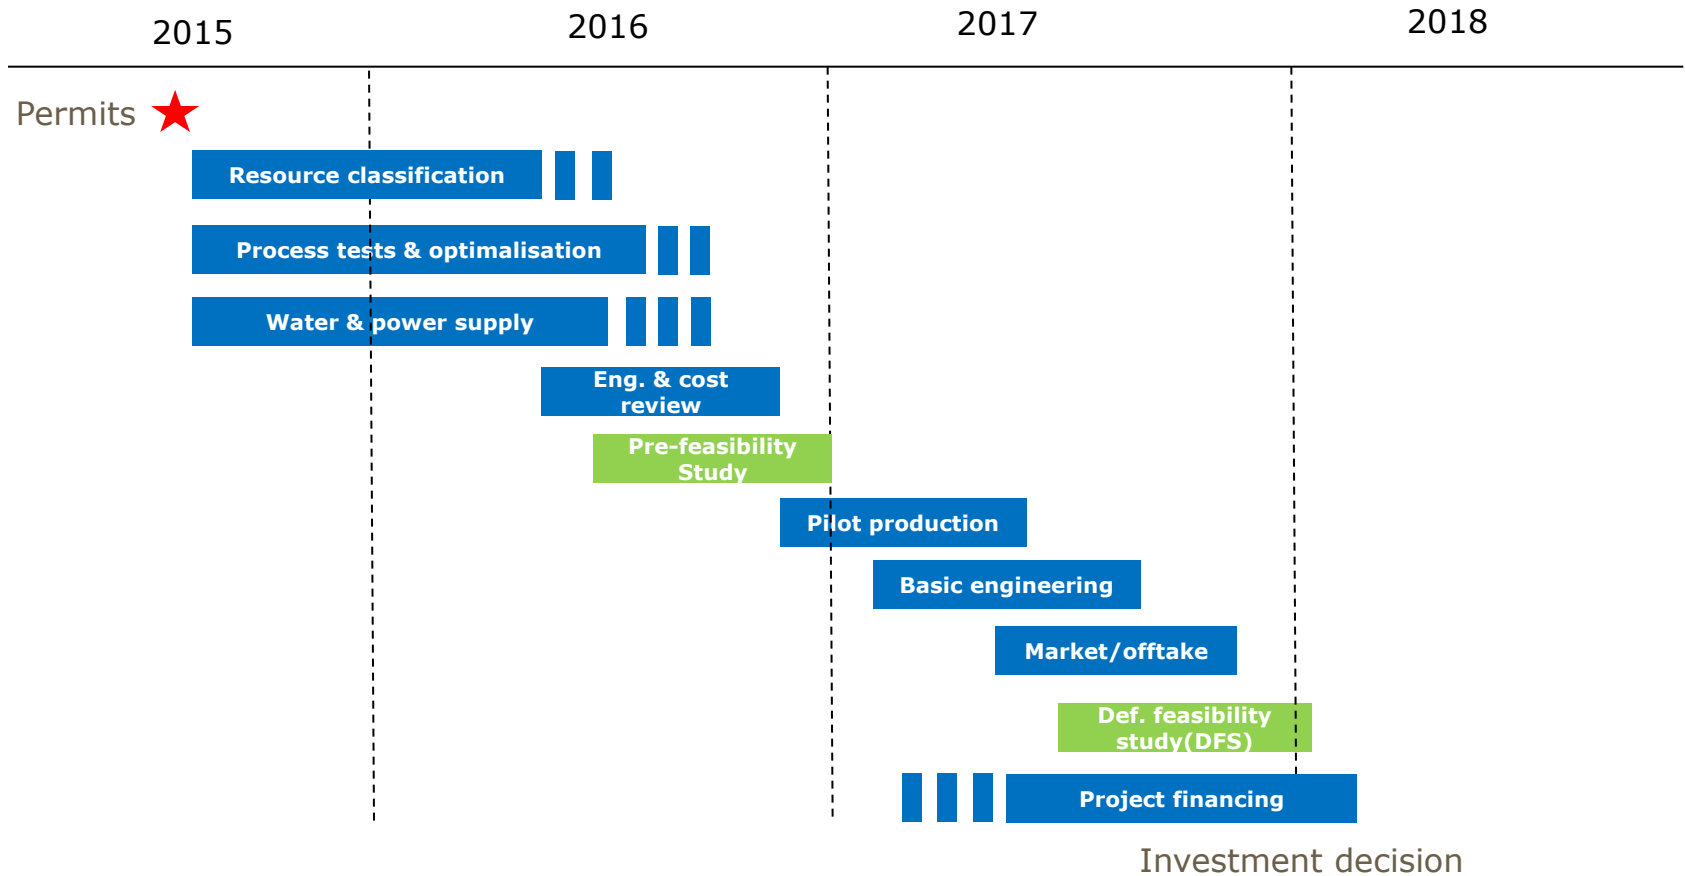 2015
2016
2017
2018
Permits
Resource classification
Process tests & optimalisation
Water & power supply
Eng. & cost
review
Pre-feasibility
Study
Pilot production
Basic engineering
Market/offtake
Def. feasibility
study(DFS)
Project financing
Investment decision